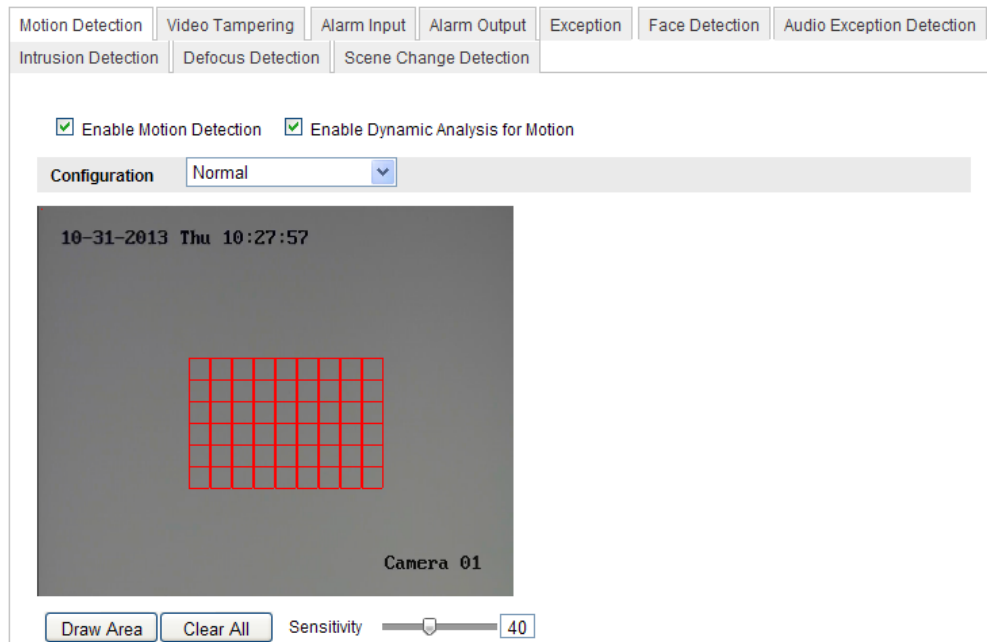 Motion Detection Video Tampering Alarm Input Alarm Output Exception Face Detection Audio Exception Detection
Intrusion Detection Defocus Detection Scene Change Detection
Enable Motion Detection Enable Dynamic Analysis for Motion
Configuration Normal
10-31-2013 Thu 10:27:57
Camera 01
Draw Area Clear All Sensitivity 40